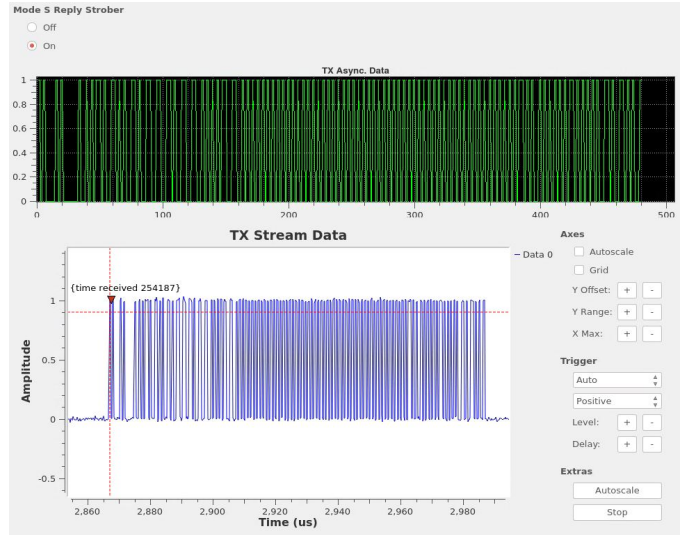 Mode S Reply Strober
Off
On
TX Async. Data
1
0.8
0.6
0.4
0.2
0
0 100 200 300 400 500
TX Stream Data
Data 0
{time received 254187}
1
0.5
0
-0.5
Amplitude
2,860 2,880 2,900 2,920 2,940 2,960 2,980
Time (us)
Axes
Autoscale
Grid
Y Offset: + -
Y Range: + -
X Max: + -
Trigger
Auto
Positive
Level: + -
Delay: + -
Extras
Autoscale
Stop